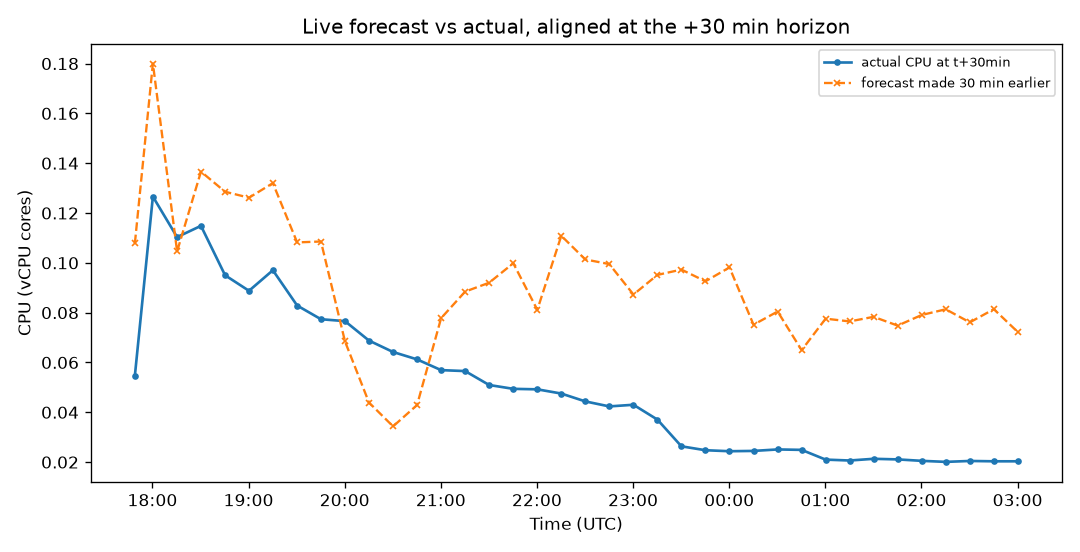 Live forecast vs actual, aligned at the +30 min horizon
actual CPU at t+30min
forecast made 30 min earlier
CPU (vCPU cores)
0.18
0.16
0.14
0.12
0.10
0.08
0.06
0.04
0.02
18:00 19:00 20:00 21:00 22:00 23:00 00:00 01:00 02:00 03:00
Time (UTC)